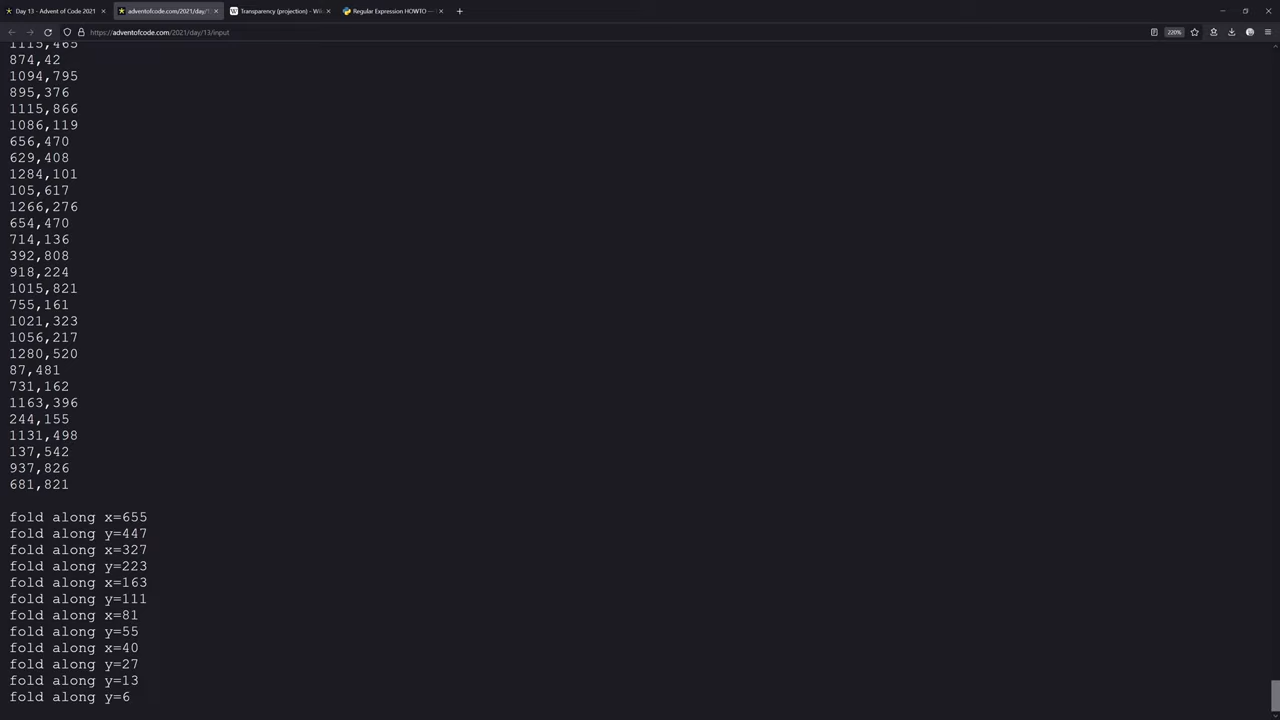 Day 13 - Advent of Code 2021
adventofcode.com/2021/day/1
Transparency (projection) - Wiki
Regular Expression HOWTO —
https://adventofcode.com/2021/day/13/input
220%
1115,465
874,42
1094,795
895,376
1115,866
1086,119
656,470
629,408
1284,101
105,617
1266,276
654,470
714,136
392,808
918,224
1015,821
755,161
1021,323
1056,217
1280,520
87,481
731,162
1163,396
244,155
1131,498
137,542
937,826
681,821
fold along x=655
fold along y=447
fold along x=327
fold along y=223
fold along x=163
fold along y=111
fold along x=81
fold along y=55
fold along x=40
fold along y=27
fold along y=13
fold along y=6